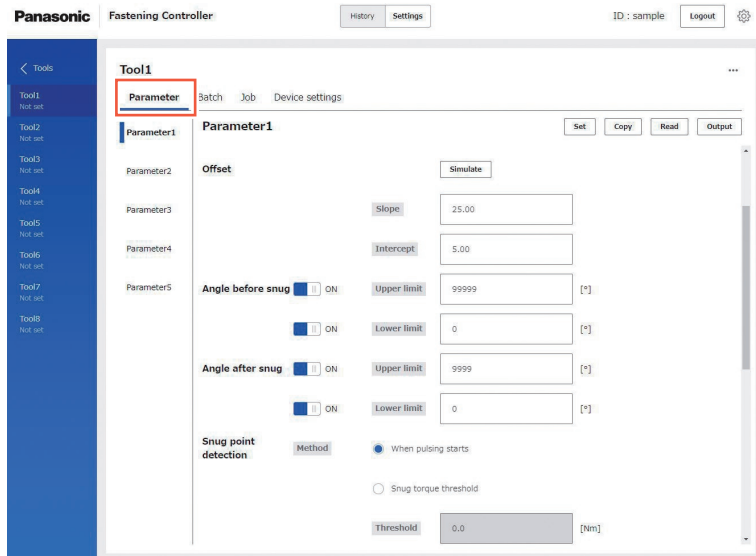 Panasonic Fastening Controller History Settings ID : sample Logout
Tools
Tool1
Not set
Tool2
Not set
Tool3
Not set
Tool4
Not set
Tool5
Not set
Tool6
Not set
Tool7
Not set
Tool8
Not set
Tool1 ...
Parameter Batch Job Device settings
Parameter1
Parameter2
Parameter3
Parameter4
Parameter5
Parameter1 Set Copy Read Output
Offset Simulate
Slope 25.00
Intercept 5.00
Angle before snug ON Upper limit 99999 [°]
ON Lower limit 0 [°]
Angle after snug ON Upper limit 9999 [°]
ON Lower limit 0 [°]
Snug point
detection Method When pulsing starts
Snug torque threshold
Threshold 0.0 [Nm]